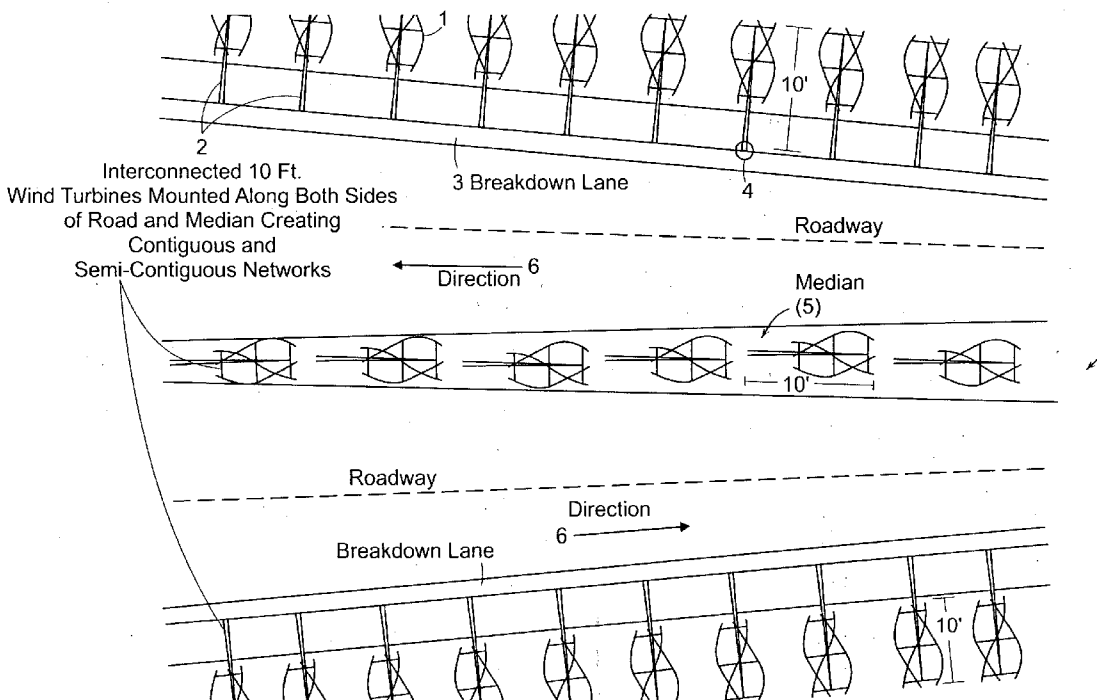 1
10'
2
Interconnected 10 Ft.
Wind Turbines Mounted Along Both Sides
of Road and Median Creating
Contiguous and
Semi-Contiguous Networks
3 Breakdown Lane
4
Roadway
6
Direction
Median
(5)
10'
Roadway
Direction
6
Breakdown Lane
10'